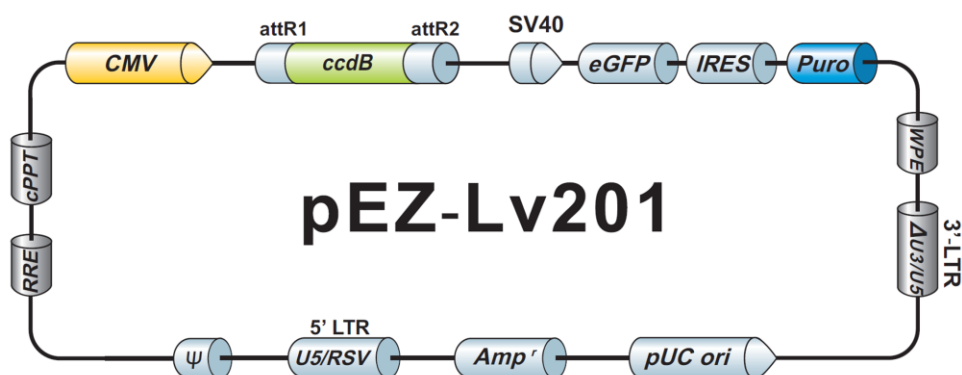 attR1 attR2 SV40
CMV ccdB eGFP IRES Puro
cPPT WPE
pEZ-Lv201
RRE ΔU3/U5 3'-LTR
5' LTR
Ψ U5/RSV Amp r pUC ori